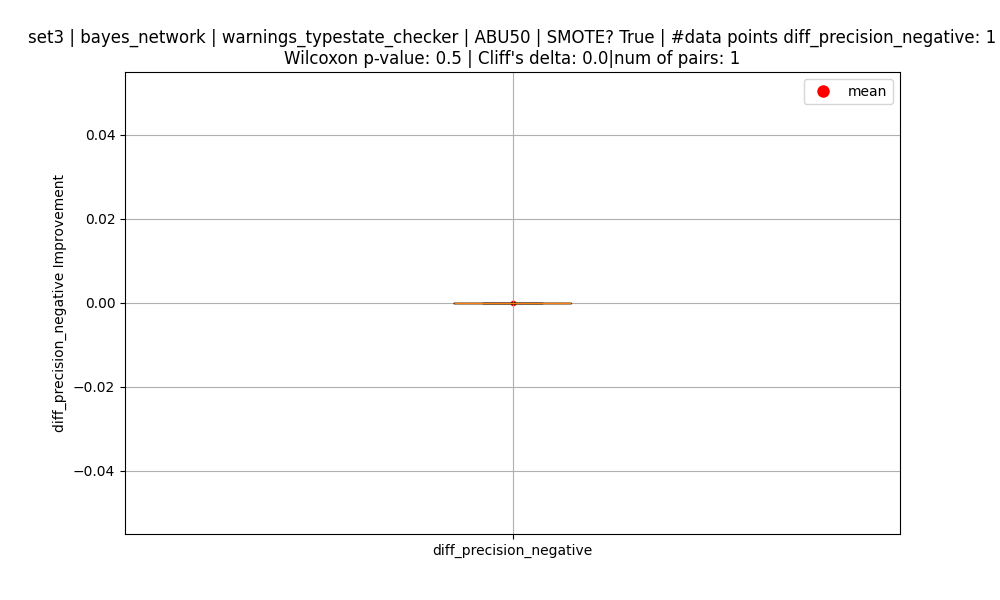 set3 | bayes_network | warnings_typestate_checker | ABU50 | SMOTE? True | #data points diff_precision_negative: 1
Wilcoxon p-value: 0.5 | Cliff's delta: 0.0|num of pairs: 1
mean
0.04
0.02
0.00
−0.02
−0.04
diff_precision_negative Improvement
diff_precision_negative